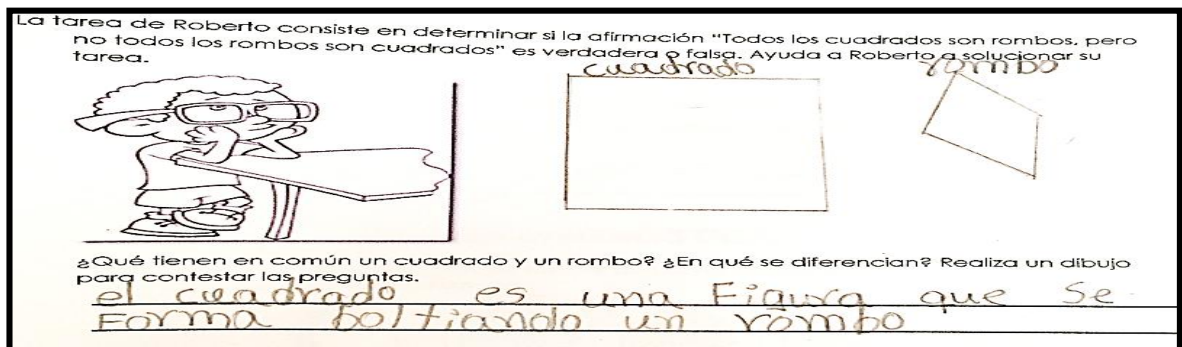 La tarea de Roberto consiste en determinar si la afirmación "Todos los cuadrados son rombos, pero
no todos los rombos son cuadrados" es verdadera o falsa. Ayuda a Roberto a solucionar su
tarea.
cuadrado
rombo
¿Qué tienen en común un cuadrado y un rombo? ¿En qué se diferencian? Realiza un dibujo
para contestar las preguntas.
el cuadrado es una Figura que se
Forma boltiando un rombo